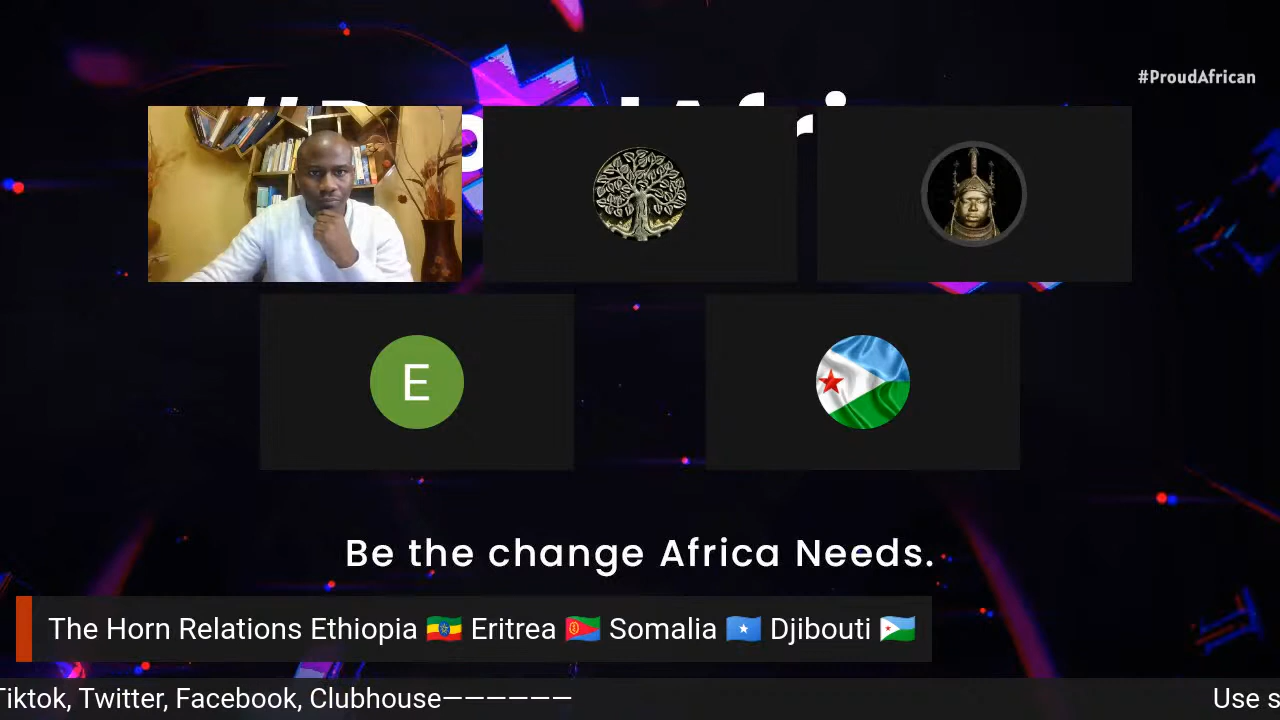 #ProudAfrican
E
Be the change Africa Needs.
The Horn Relations Ethiopia 🇪🇹 Eritrea 🇪🇷 Somalia 🇸🇴 Djibouti 🇩🇯
Tiktok, Twitter, Facebook, Clubhouse—————— Use s